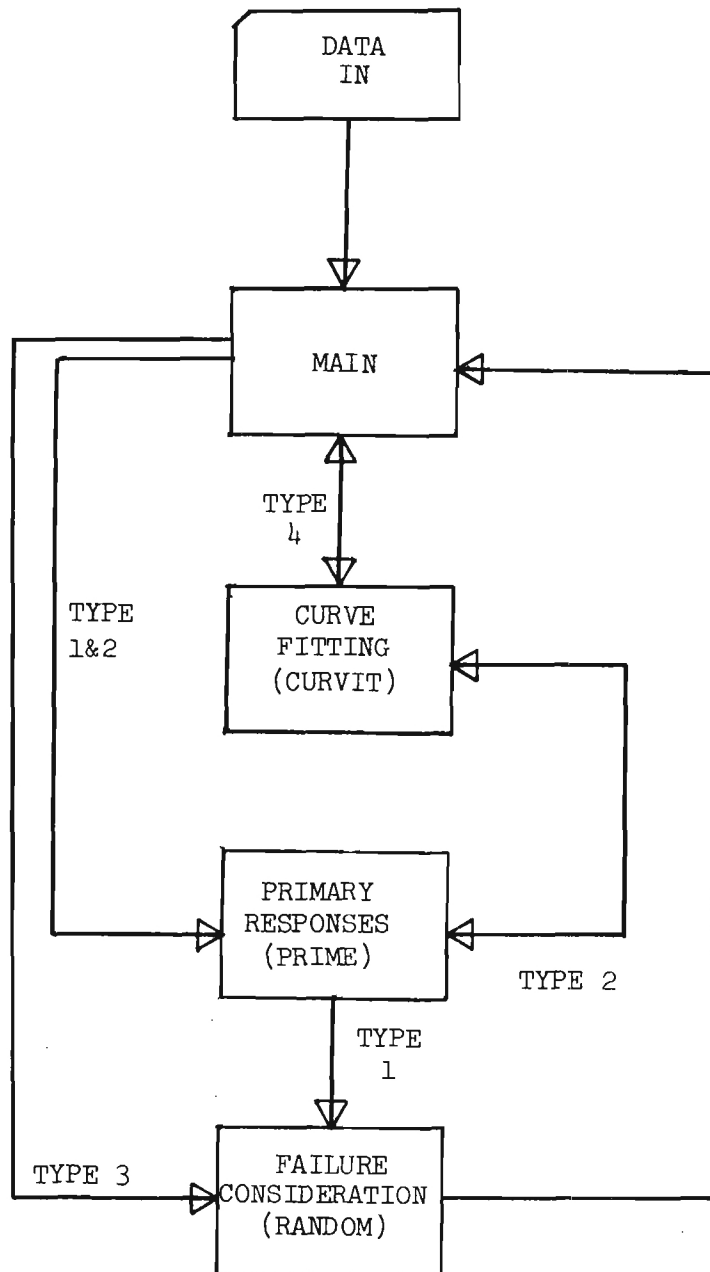 DATA
IN
MAIN
TYPE
4
TYPE
1&2
CURVE
FITTING
(CURVIT)
PRIMARY
RESPONSES
(PRIME)
TYPE 2
TYPE
1
TYPE 3
FAILURE
CONSIDERATION
(RANDOM)